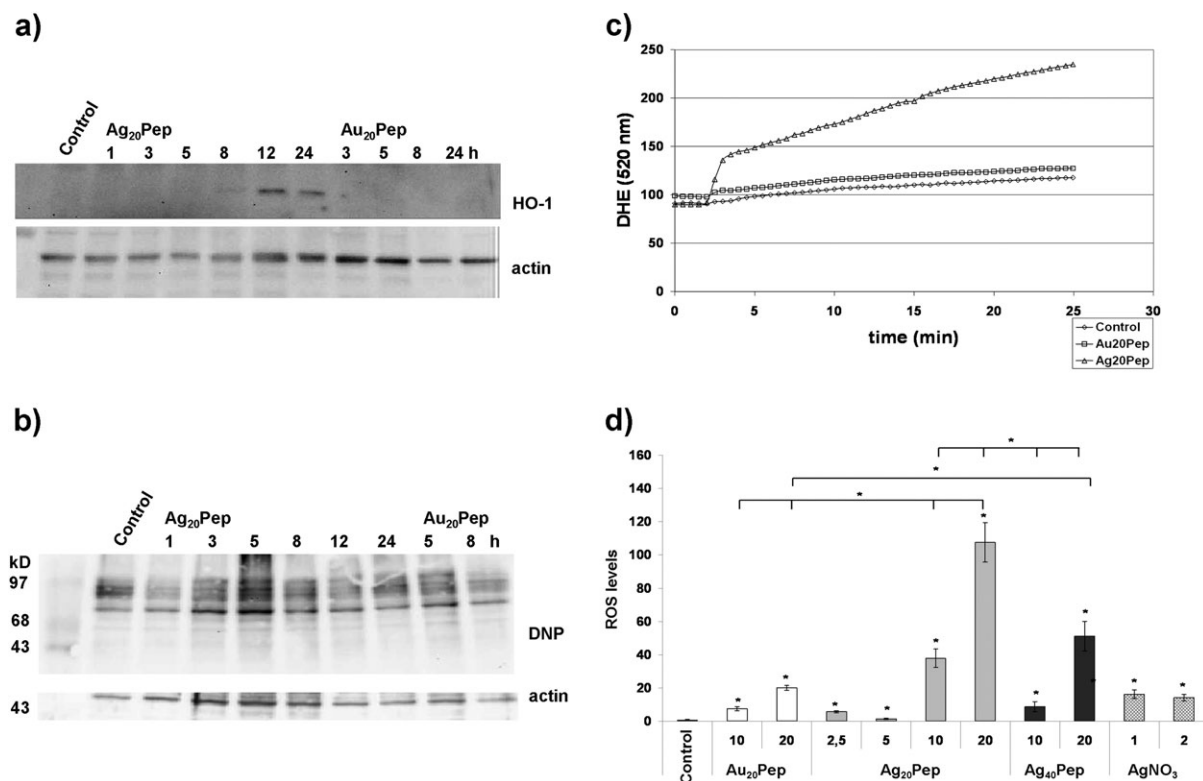 a)
Control Ag20Pep Au20Pep
1 3 5 8 12 24 3 5 8 24 h
HO-1
actin
b)
Control Ag20Pep Au20Pep
1 3 5 8 12 24 5 8 h
kD
97
68
43
DNP
actin
43
c)
250
200
150
100
50
0
DHE (520 nm)
0 5 10 15 20 25 30
time (min)
Control
Au20Pep
Ag20Pep
d)
160
140
120
100
80
60
40
20
0
ROS levels
* * *
* * * * * * * * * * *
Control 10 20 2,5 5 10 20 10 20 1 2
Au20Pep Ag20Pep Ag40Pep AgNO3